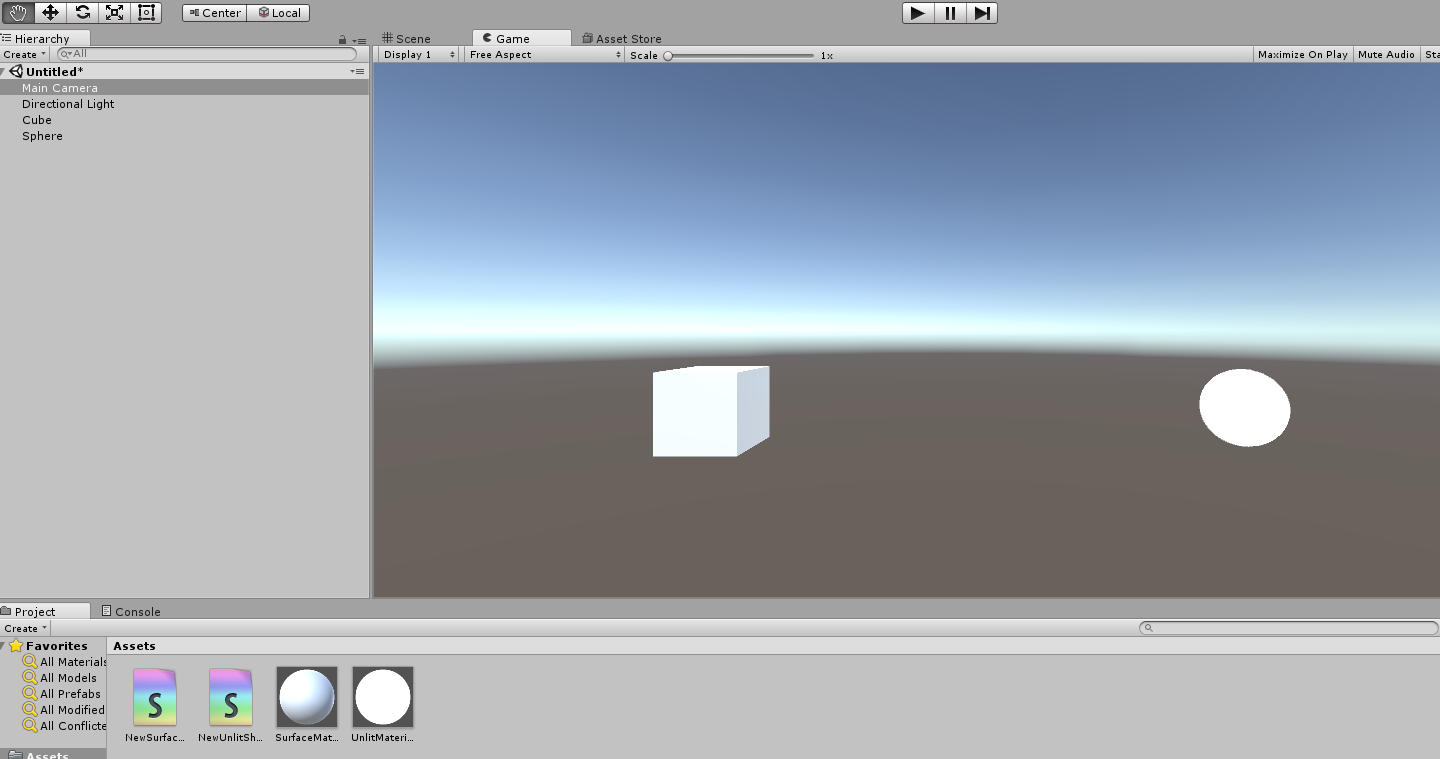 Center Local
Hierarchy
Create All
Untitled*
Main Camera
Directional Light
Cube
Sphere
Scene Game Asset Store
Display 1 Free Aspect Scale 1x Maximize On Play Mute Audio Sta
Project Console
Create
Favorites
All Materials
All Models
All Prefabs
All Modified
All Conflicte
Assets
Assets
S S
NewSurfac... NewUnlitSh... SurfaceMat... UnlitMateri...